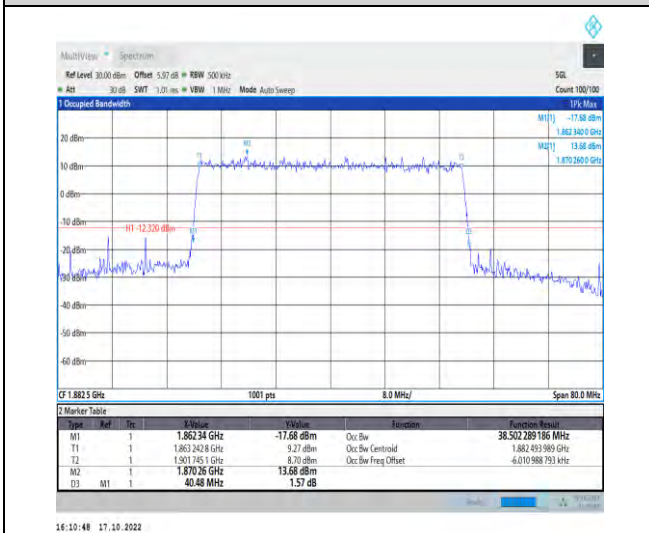 MultiView Spectrum
Ref Level 30.00 dBm Offset 5.97 dB RBW 500 kHz SGL
Att 30 dB SWT 1.01 ms VBW 1 MHz Mode Auto Sweep Count 100/100
1 Occupied Bandwidth 1Pk Max
M1[1] -17.68 dBm
1.862 340 0 GHz
M2[1] 13.68 dBm
1.870 260 0 GHz
20 dBm
10 dBm
0 dBm
-10 dBm
H1 -12.320 dBm
-20 dBm
-30 dBm
-40 dBm
-50 dBm
-60 dBm
M2
T1
T2
M1
D3
CF 1.882 5 GHz 1001 pts 8.0 MHz/ Span 80.0 MHz
2 Marker Table
Type Ref Trc X-Value Y-Value Function Function Result
M1 1 1.862 34 GHz -17.68 dBm Occ Bw 38.502 289 186 MHz
T1 1 1.863 242 8 GHz 9.27 dBm Occ Bw Centroid 1.882 493 989 GHz
T2 1 1.901 745 1 GHz 8.70 dBm Occ Bw Freq Offset -6.010 988 793 kHz
M2 1 1.870 26 GHz 13.68 dBm
D3 M1 1 40.48 MHz 1.57 dB
16:10:48 17.10.2022